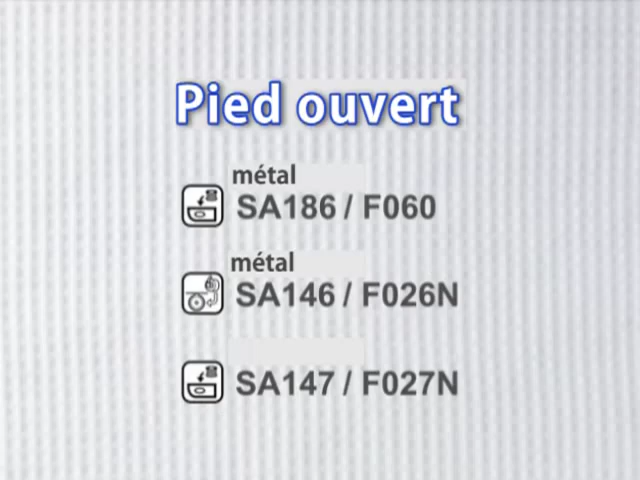 Pied ouvert
métal
SA186 / F060
métal
SA146 / F026N
SA147 / F027N